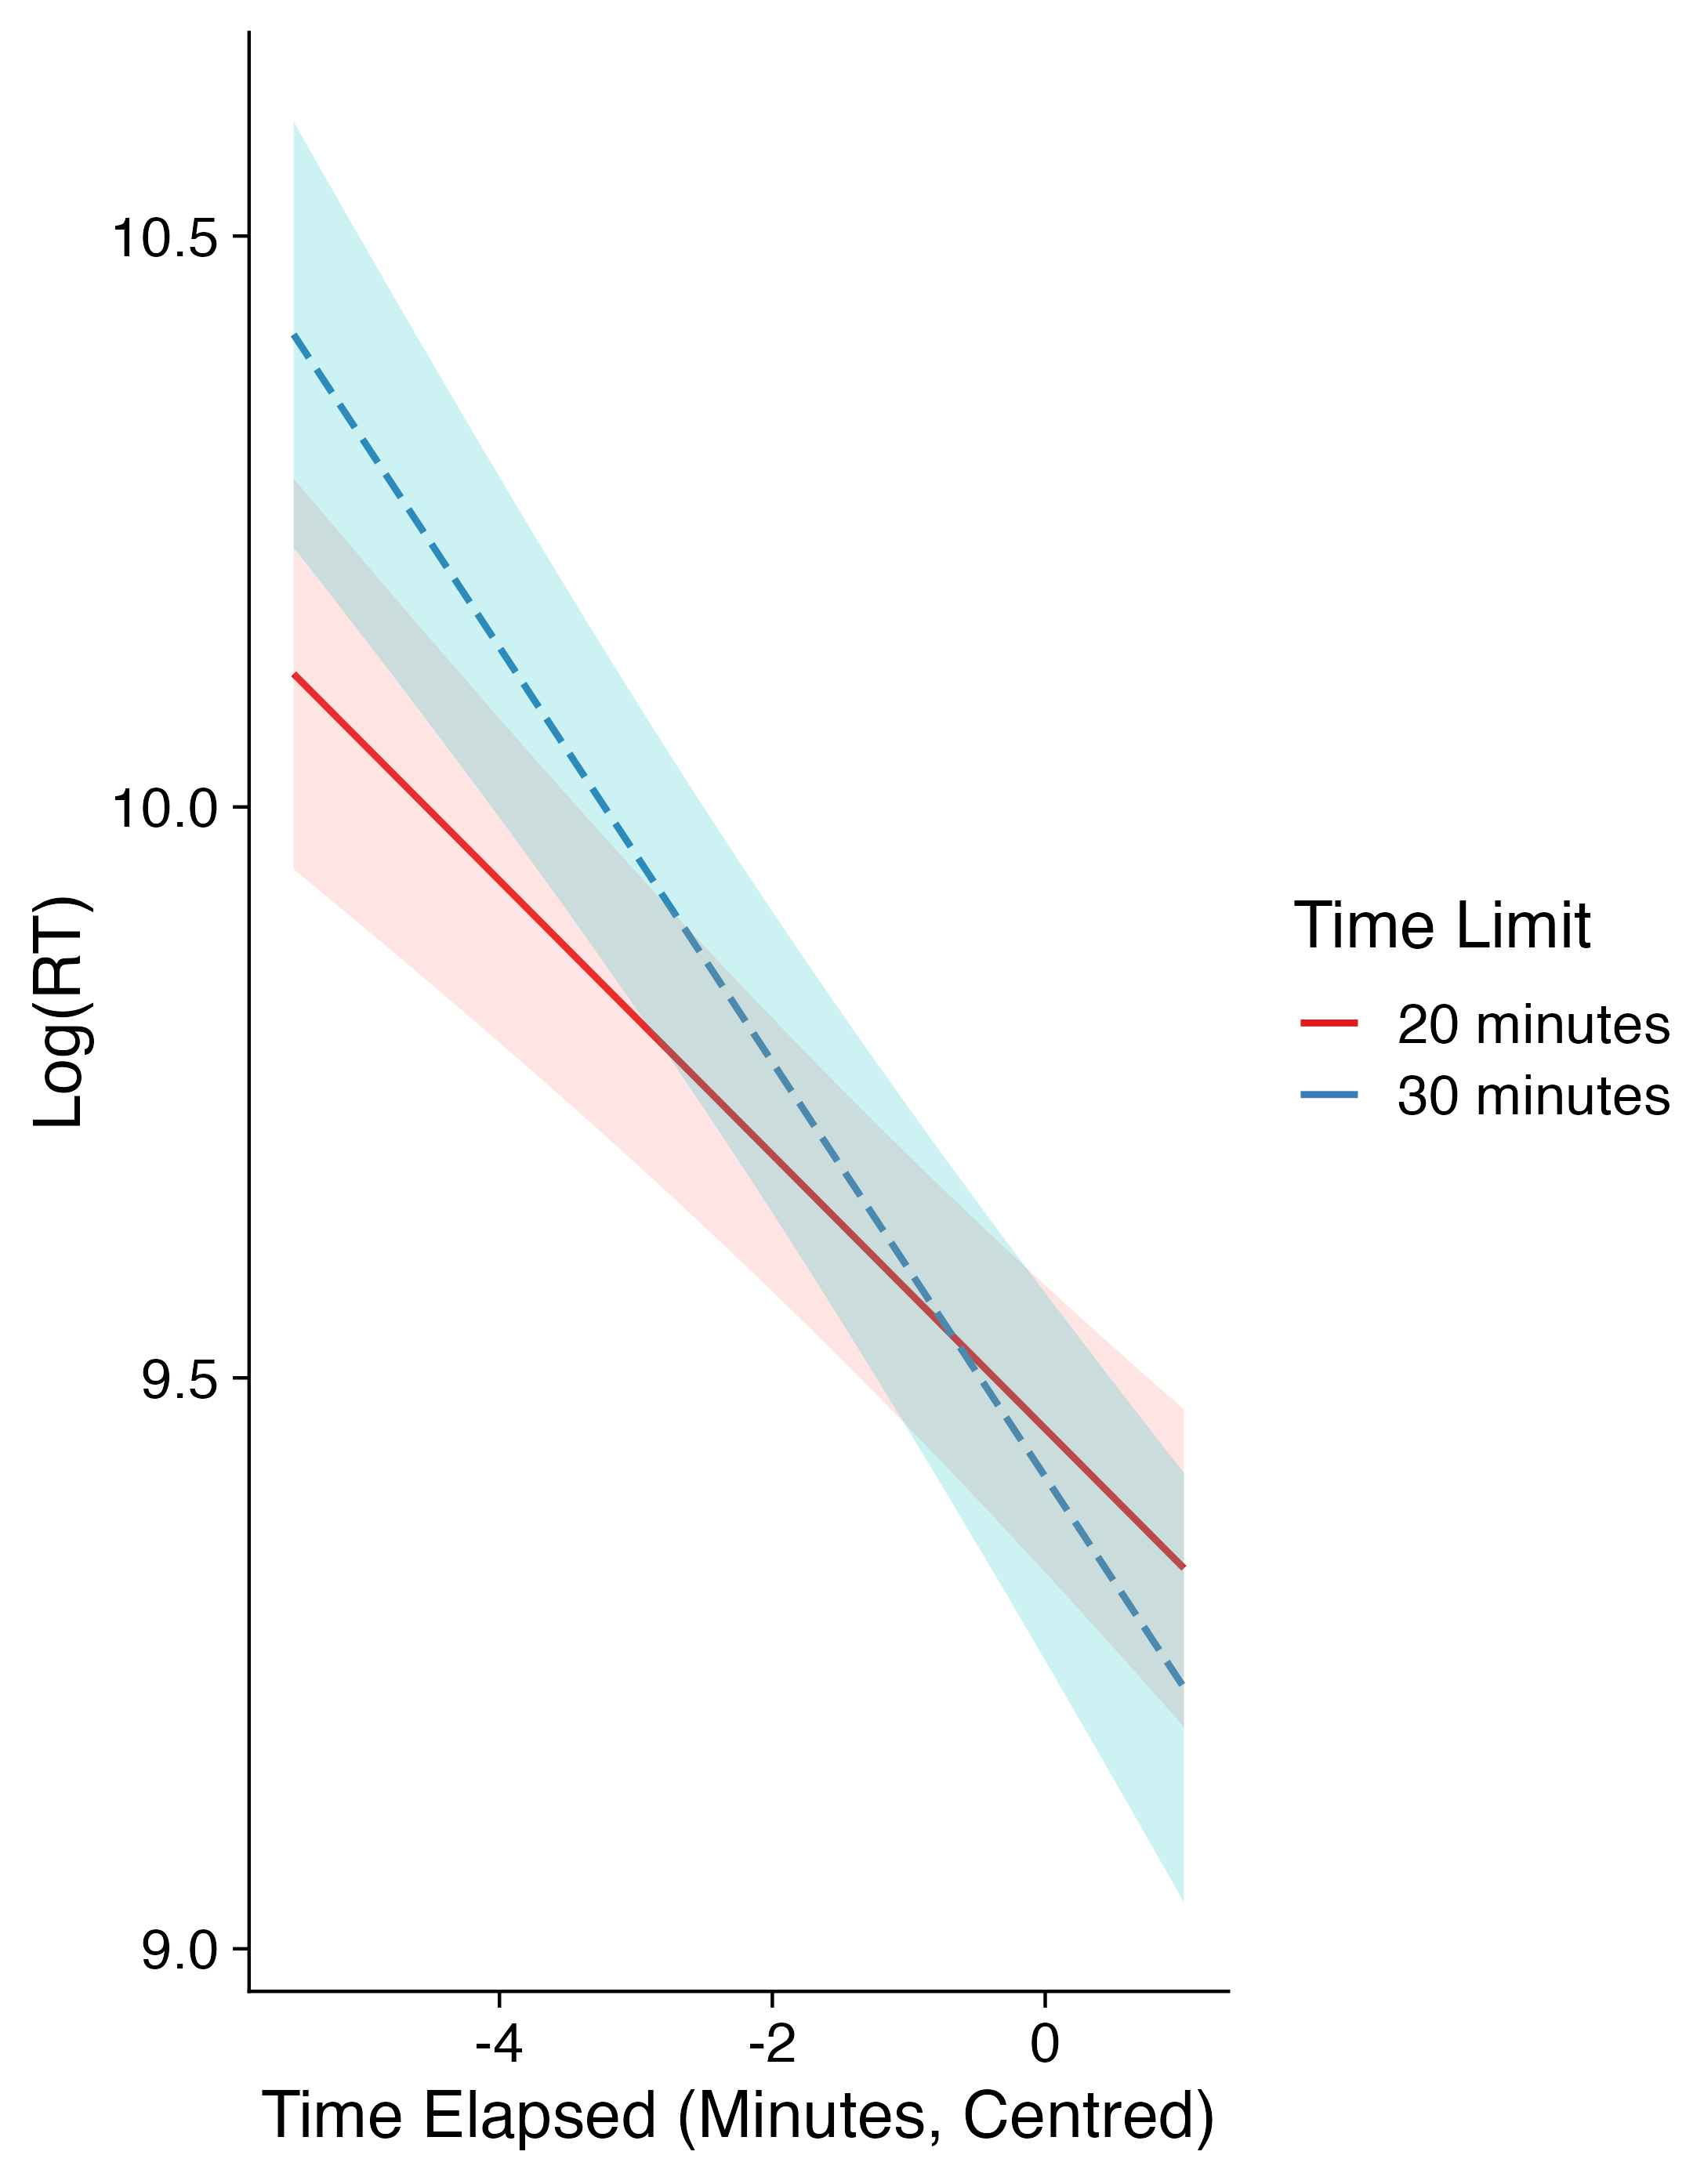 10.5
10.0
9.5
9.0
Log(RT)
-4 -2 0
Time Elapsed (Minutes, Centred)
Time Limit
20 minutes
30 minutes